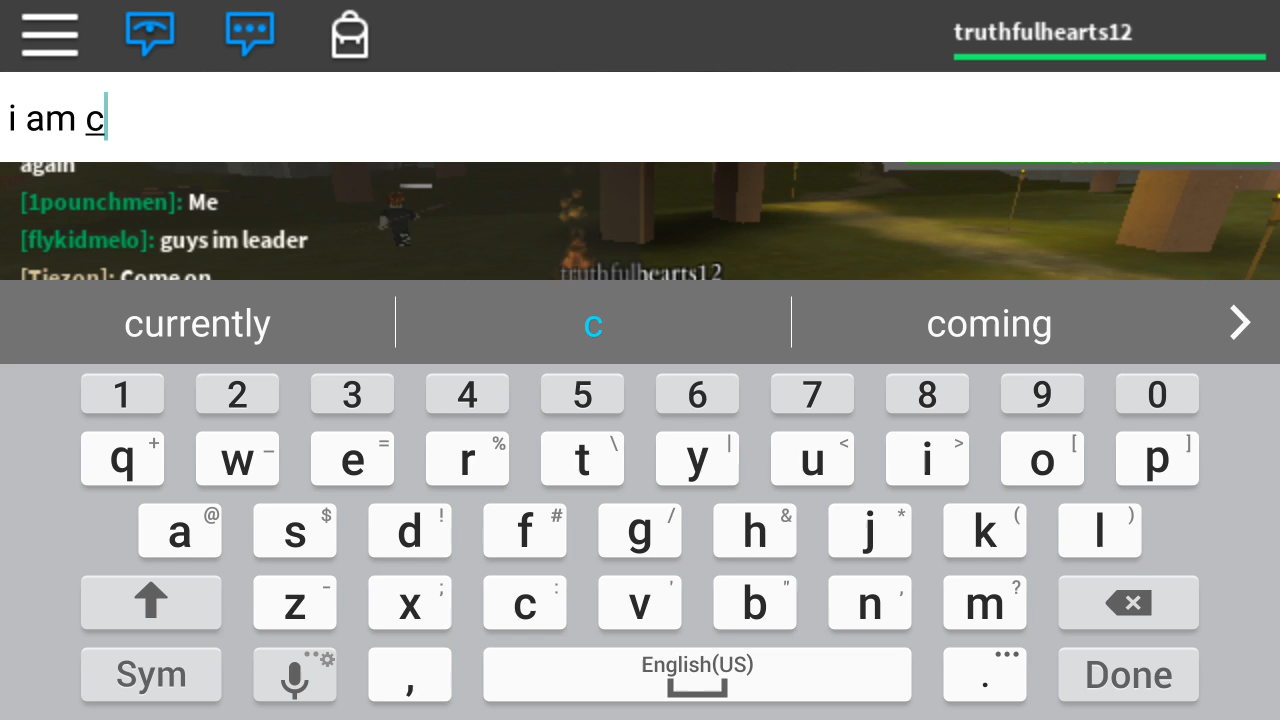 truthfulhearts12
i am c
again
[1pounchmen]: Me
[flykidmelo]: guys im leader
[Tiezon]: Come on
truthfulhearts12
currently c coming
1 2 3 4 5 6 7 8 9 0
q + w _ e = r % t \ y | u < i > o [ p ]
a @ s $ d ! f # g / h & j * k ( l )
z - x ; c : v ' b " n , m ?
Sym , English(US) . ... Done